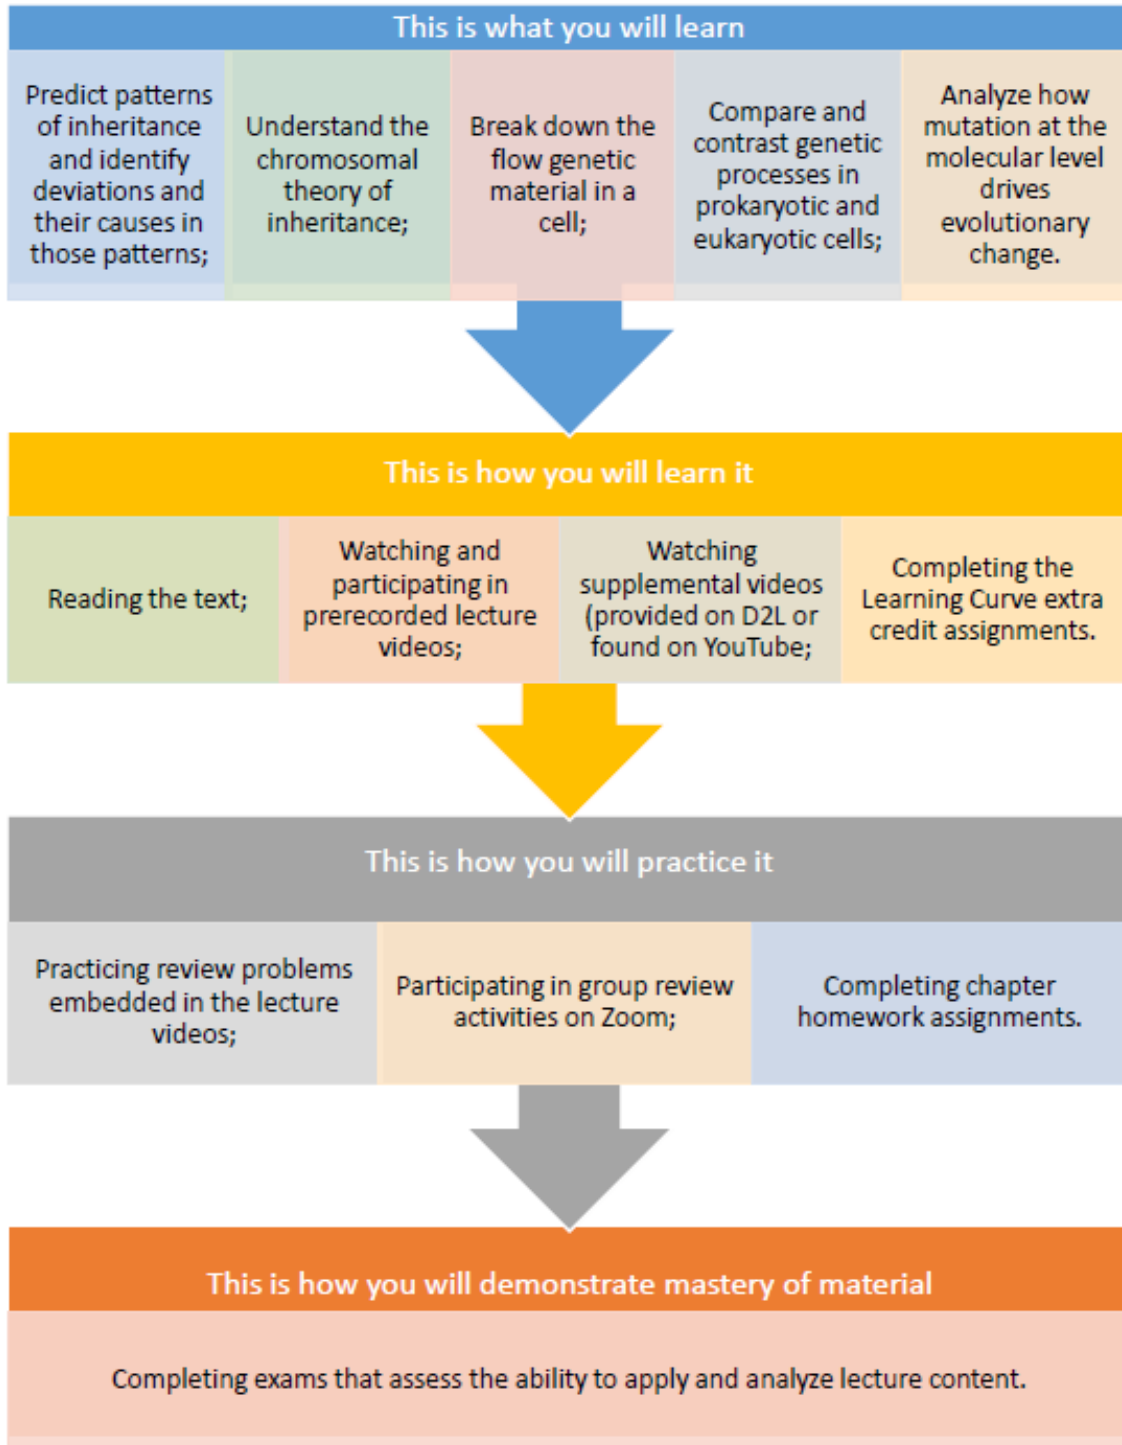 This is what you will learn
Predict patterns
of inheritance
and identify
deviations and
their causes in
those patterns;
Understand the
chromosomal
theory of
inheritance;
Break down the
flow genetic
material in a
cell;
Compare and
contrast genetic
processes in
prokaryotic and
eukaryotic cells;
Analyze how
mutation at the
molecular level
drives
evolutionary
change.
This is how you will learn it
Reading the text;
Watching and
participating in
prerecorded lecture
videos;
Watching
supplemental videos
(provided on D2L or
found on YouTube;
Completing the
Learning Curve extra
credit assignments.
This is how you will practice it
Practicing review problems
embedded in the lecture
videos;
Participating in group review
activities on Zoom;
Completing chapter
homework assignments.
This is how you will demonstrate mastery of material
Completing exams that assess the ability to apply and analyze lecture content.